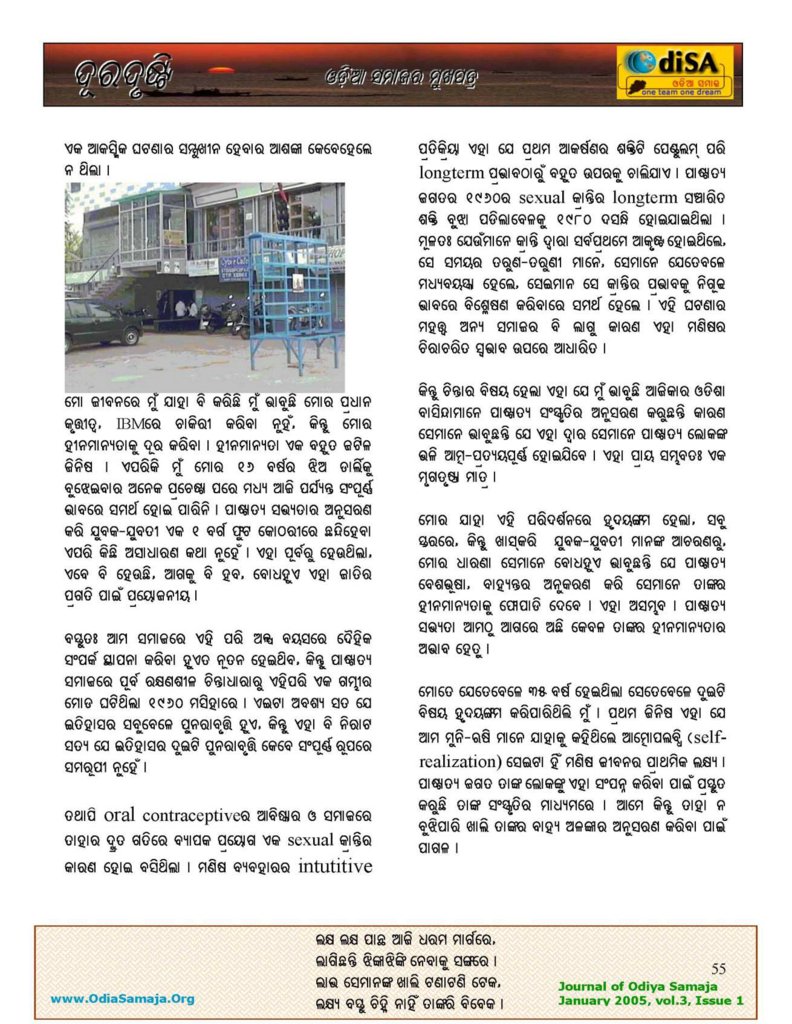 ଦୂରଦୃଷ୍ଟି
ଓଡ଼ିଆ ସମାଜର ମୁଖପତ୍ର
OdiSA
ଓଡିଆ ସମାଜ
one team one dream
ଏକ ଆକସ୍ମିକ ଘଟଣାର ସମ୍ମୁଖୀନ ହେବାର ଆଶଙ୍କା କେବେହେଲେ
ନ ଥିଲା ।
Cyber Cafe
ମୋ ଜୀବନରେ ମୁଁ ଯାହା ବି କରିଛି ମୁଁ ଭାବୁଛି ମୋର ପ୍ରଧାନ
କୃତ୍ତୀତ୍ୱ, IBMରେ ଚାକିରୀ କରିବା ନୁହଁ, କିନ୍ତୁ ମୋର
ହୀନମାନ୍ୟତାକୁ ଦୂର କରିବା । ହୀନମାନ୍ୟତା ଏକ ବହୁତ ଜଟିଳ
ଜିନିଷ । ଏପରିକି ମୁଁ ମୋର ୧୬ ବର୍ଷର ଝିଅ ତାର୍ଲିକୁ
ବୁଝେଇବାର ଅନେକ ପ୍ରଚେଷ୍ଟା ପରେ ମଧ୍ୟ ଆଜି ପର୍ଯ୍ୟନ୍ତ ସଂପୂର୍ଣ୍ଣ
ଭାବରେ ସମର୍ଥ ହୋଇ ପାରିନି । ପାଷ୍ଚାତ୍ୟ ସଭ୍ୟତାର ଅନୁସରଣ
କରି ଯୁବକ-ଯୁବତୀ ଏକ ୧ ବର୍ଗ ଫୁଟ କୋଠରୀରେ ଛନ୍ଦିହେବା
ଏପରି କିଛି ଅସାଧାରଣ କଥା ନୁହେଁ । ଏହା ପୂର୍ବରୁ ହେଉଥିଲା,
ଏବେ ବି ହେଉଛି, ଆଗକୁ ବି ହବ, ବୋଧହୁଏ ଏହା ଜାତିର
ପ୍ରଗତି ପାଇଁ ପ୍ରୟୋଜନୀୟ ।
ବସ୍ତୁତଃ ଆମ ସମାଜରେ ଏହି ପରି ଅଳ୍ପ ବୟସରେ ଦୈହିକ
ସଂପର୍କ ସ୍ଥାପନା କରିବା ହୁଏତ ନୂତନ ହେଇଥିବ, କିନ୍ତୁ ପାଷ୍ଚାତ୍ୟ
ସମାଜରେ ପୂର୍ବ ରକ୍ଷଣଶୀଳ ଚିନ୍ତାଧାରାରୁ ଏହିପରି ଏକ ଗମ୍ଭୀର
ମୋଡ ଘଟିଥିଲା ୧୯୬୦ ମସିହାରେ । ଏଇଟା ଅବଶ୍ୟ ସତ ଯେ
ଇତିହାସର ସବୁବେଳେ ପୁନରାବୃତ୍ତି ହୁଏ, କିନ୍ତୁ ଏହା ବି ନିରାଟ
ସତ୍ୟ ଯେ ଇତିହାସର ଦୁଇଟି ପୁନରାବୃତ୍ତି କେବେ ସଂପୂର୍ଣ୍ଣ ରୂପରେ
ସମରୂପୀ ନୁହେଁ ।
ତଥାପି oral contraceptiveର ଆବିଷ୍କାର ଓ ସମାଜରେ
ତାହାର ଦ୍ରୁତ ଗତିରେ ବ୍ୟାପକ ପ୍ରୟୋଗ ଏକ sexual କ୍ରାନ୍ତିର
କାରଣ ହୋଇ ବସିଥିଲା । ମଣିଷ ବ୍ୟବହାରର intutitive
ପ୍ରତିକ୍ରିୟା ଏହା ଯେ ପ୍ରଥମ ଆକର୍ଷଣର ଶକ୍ତିଟି ପେଣ୍ଡୁଲମ୍ ପରି
longterm ପ୍ରଭାବଠାରୁଁ ବହୁତ ଉପରକୁ ଚାଲିଯାଏ । ପାଷ୍ଚାତ୍ୟ
ଜଗତର ୧୯୬୦ର sexual କ୍ରାନ୍ତିର longterm ସଞ୍ଚାରିତ
ଶକ୍ତି ବୁଝା ପଡିଲାବେଳକୁ ୧୯୮୦ ଦସନ୍ଧି ହୋଇଯାଇଥିଲା ।
ମୂଳତଃ ଯେଉଁମାନେ କ୍ରାନ୍ତି ଦ୍ୱାରା ସର୍ବପ୍ରଥମେ ଆକୃଷ୍ଟ ହୋଇଥିଲେ,
ସେ ସମୟର ତରୁଣ-ତରୁଣୀ ମାନେ, ସେମାନେ ଯେତେବଳେ
ମଧ୍ୟବୟସ୍କା ହେଲେ, ସେଇମାନ ସେ କ୍ରାନ୍ତିର ପ୍ରଭାବକୁ ନିଗୂଢ
ଭାବରେ ବିଶ୍ଳେଷଣ କରିବାରେ ସମର୍ଥ ହେଲେ । ଏହି ଘଟଣାର
ମହତ୍ତ୍ୱ ଅନ୍ୟ ସମାଜର ବି ଲାଗୁ କାରଣ ଏହା ମଣିଷର
ଚିରାଚରିତ ସ୍ୱଭାବ ଉପରେ ଆଧାରିତ ।
କିନ୍ତୁ ଚିନ୍ତାର ବିଷୟ ହେଲା ଏହା ଯେ ମୁଁ ଭାବୁଛି ଆଜିକାର ଓଡିଶା
ବାସିନ୍ଦାମାନେ ପାଷ୍ଚାତ୍ୟ ସଂସ୍କୃତିର ଅନୁସରଣ କରୁଛନ୍ତି କାରଣ
ସେମାନେ ଭାବୁଛନ୍ତି ଯେ ଏହା ଦ୍ୱାର ସେମାନେ ପାଷ୍ଚାତ୍ୟ ଲୋକଙ୍କ
ଭଳି ଆତ୍ମ-ପ୍ରତ୍ୟୟପୂର୍ଣ୍ଣ ହୋଇଯିବେ । ଏହା ପ୍ରାୟ ସମ୍ଭବତଃ ଏକ
ମୃଗତୃଷ୍ଣା ମାତ୍ର ।
ମୋର ଯାହା ଏହି ପରିଦର୍ଶନରେ ହୃଦୟଙ୍ଗମ ହେଲା, ସବୁ
ସ୍ତରରେ, କିନ୍ତୁ ଖାସ୍‌କରି ଯୁବକ-ଯୁବତୀ ମାନଙ୍କ ଆଚରଣରୁ,
ମୋର ଧାରଣା ସେମାନେ ବୋଧହୁଏ ଭାବୁଛନ୍ତି ଯେ ପାଷ୍ଚାତ୍ୟ
ବେଶଭୂଷା, ବାହ୍ୟନ୍ତର ଅନୁକରଣ କରି ସେମାନେ ତାଙ୍କର
ହୀନମାନ୍ୟତାକୁ ଫୋପାଡି ଦେବେ । ଏହା ଅସମ୍ଭବ । ପାଷ୍ଚାତ୍ୟ
ସଭ୍ୟତା ଆମଠୁ ଆଗରେ ଅଛି କେବଳ ତାଙ୍କର ହୀନମାନ୍ୟତାର
ଅଭାବ ହେତୁ ।
ମୋତେ ଯେତେବେଳେ ୩୫ ବର୍ଷ ହେଇଥିଲା ସେତେବେଳେ ଦୁଇଟି
ବିଷୟ ହୃଦୟଙ୍ଗମ କରିପାରିଥିଲି ମୁଁ । ପ୍ରଥମ ଜିନିଷ ଏହା ଯେ
ଆମ ମୁନି-ଋଷି ମାନେ ଯାହାକୁ କହିଥିଲେ ଆତ୍ମୋପଲବ୍ଧି (self-
realization) ସେଇଟା ହିଁ ମଣିଷ ଜୀବନର ପ୍ରାଥମିକ ଲକ୍ଷ୍ୟ ।
ପାଷ୍ଚାତ୍ୟ ଜଗତ ତାଙ୍କ ଲୋକଙ୍କୁ ଏହା ସଂପନ୍ନ କରିବା ପାଇଁ ପ୍ରସ୍ତୁତ
କରୁଛି ତାଙ୍କ ସଂସ୍କୃତିର ମାଧ୍ୟମରେ । ଆମେ କିନ୍ତୁ ତାହା ନ
ବୁଝିପାରି ଖାଲି ତାଙ୍କର ବାହ୍ୟ ଅଳଙ୍କାର ଅନୁସରଣ କରିବା ପାଇଁ
ପାଗଳ ।
ଲକ୍ଷ ଲକ୍ଷ ପାଚ୍ଛ ଆଜି ଧରମ ମାର୍ଗରେ,
ଲାଗିଛନ୍ତି ଝିଙ୍କାଝିଙ୍କି ନେବାକୁ ସଙ୍ଗରେ ।
ଲାଭ ସେମାନଙ୍କ ଖାଲି ଟଣାଟଣି ଟେକ,
ଲକ୍ଷ୍ୟ ବସ୍ତୁ ଚିହ୍ନି ନାହିଁ ତାଙ୍କରି ବିବେକ ।
55
www.OdiaSamaja.Org
Journal of Odiya Samaja
January 2005, vol.3, Issue 1